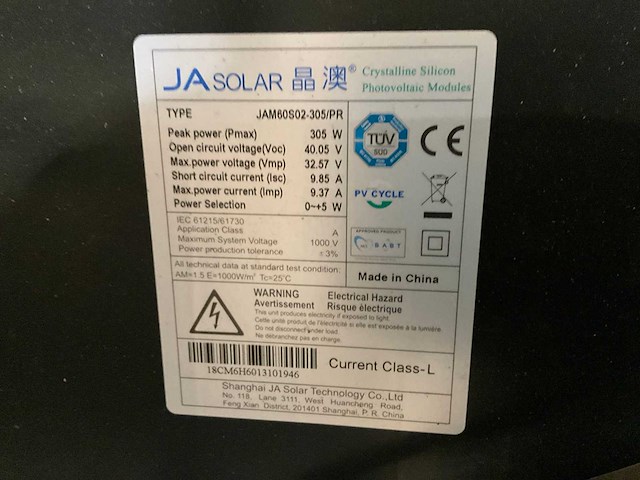 JA SOLAR 晶澳® Crystalline Silicon
Photovoltaic Modules
TYPE JAM60S02-305/PR
Peak power (Pmax) 305 W
Open circuit voltage(Voc) 40.05 V
Max.power voltage (Vmp) 32.57 V
Short circuit current (Isc) 9.85 A
Max.power current (Imp) 9.37 A
Power Selection 0~+5 W
IEC 61215/61730
Application Class A
Maximum System Voltage 1000 V
Power production tolerance ±3%
All technical data at standard test condition:
AM=1.5 E=1000W/m² Tc=25°C
TÜV
SÜD
CE
PV CYCLE
APPROVED PRODUCT
BABT
Made in China
WARNING Electrical Hazard
Avertissement Risque électrique
This unit produces electricity if exposed to light.
Cette unité produit de l'électricité si elle est exposée à la lumière.
Do not disconnect under load.
Ne débranchez pas en charge.
18CM6H6013101946
Current Class-L
Shanghai JA Solar Technology Co.,Ltd
No. 118, Lane 3111, West Huancheng Road,
Feng Xian District, 201401 Shanghai, P. R. China